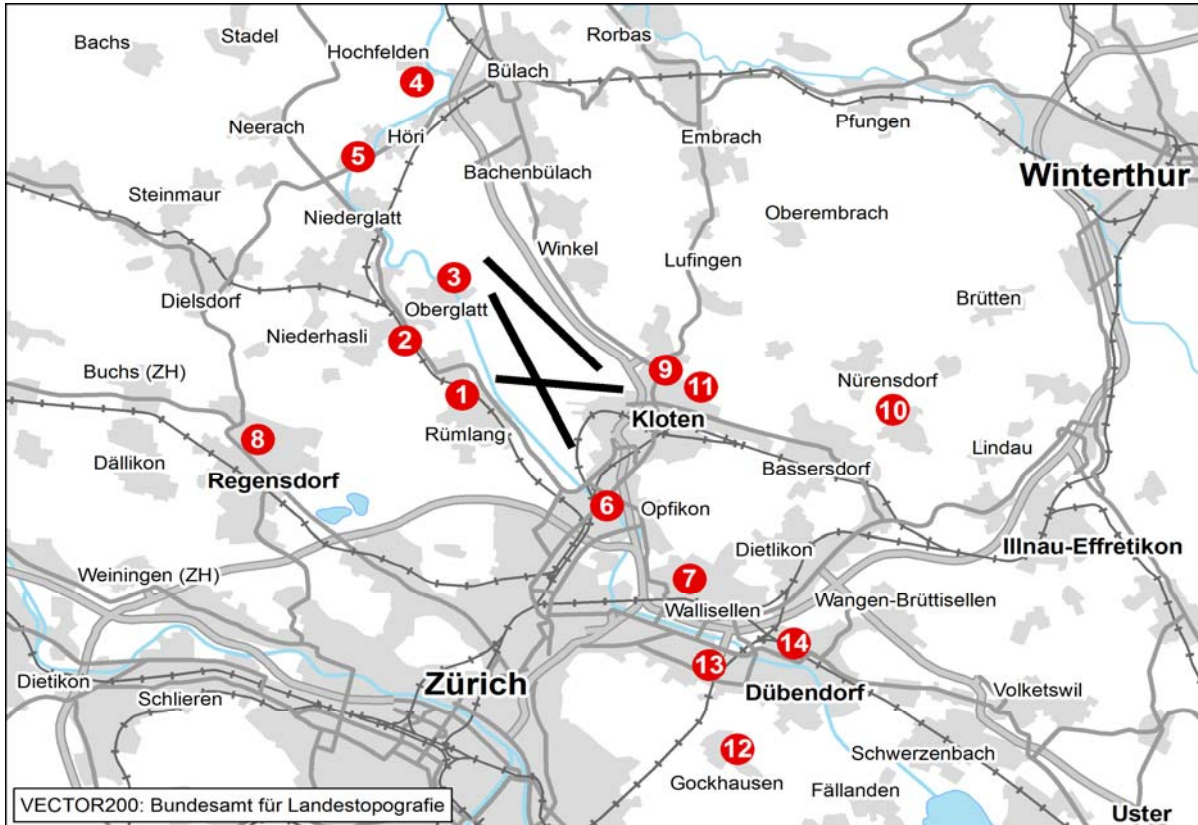 Bachs
Stadel
Hochfelden
Rorbas
4
Bülach
Neerach
Höri
Embrach
Pfungen
5
Bachenbülach
Winterthur
Steinmaur
Niederglatt
Oberembrach
Winkel
Lufingen
3
Dielsdorf
Oberglatt
Brütten
Niederhasli
2
9
11
Buchs (ZH)
1
Nürensdorf
10
Kloten
Rümlang
8
Dällikon
Regensdorf
Bassersdorf
Lindau
6
Opfikon
Dietlikon
Illnau-Effretikon
Weiningen (ZH)
7
Wallisellen
Wangen-Brüttisellen
14
13
Dietikon
Schlieren
Zürich
Dübendorf
Volketswil
12
Gockhausen
Schwerzenbach
Fällanden
VECTOR200: Bundesamt für Landestopografie
Uster